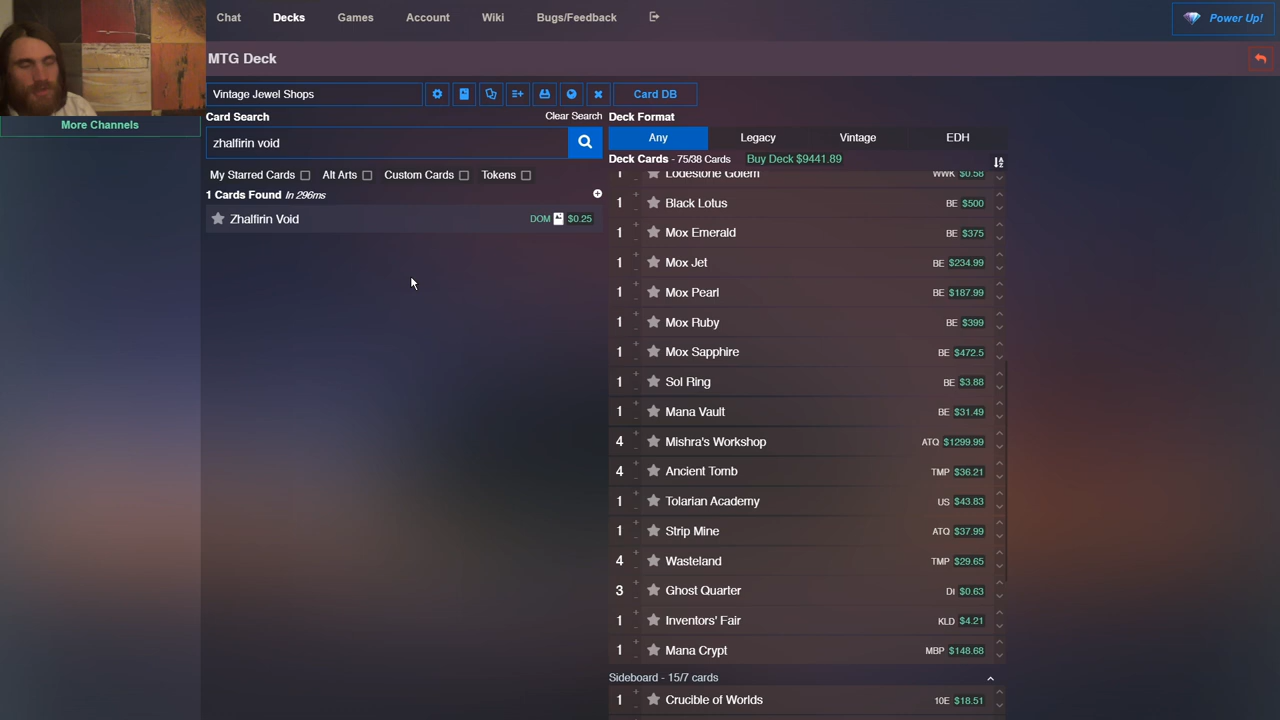 Chat Decks Games Account Wiki Bugs/Feedback Power Up!
MTG Deck
More Channels
Vintage Jewel Shops Card DB
Card Search Clear Search
zhalfirin void
My Starred Cards Alt Arts Custom Cards Tokens
1 Cards Found In 296ms
Zhalfirin Void DOM $0.25
Deck Format
Any Legacy Vintage EDH
Deck Cards - 75/38 Cards Buy Deck $9441.89
1 Lodestone Golem WWK $0.58
1 Black Lotus BE $500
1 Mox Emerald BE $375
1 Mox Jet BE $234.99
1 Mox Pearl BE $187.99
1 Mox Ruby BE $399
1 Mox Sapphire BE $472.5
1 Sol Ring BE $3.88
1 Mana Vault BE $31.49
4 Mishra's Workshop ATQ $1299.99
4 Ancient Tomb TMP $36.21
1 Tolarian Academy US $43.83
1 Strip Mine ATQ $37.99
4 Wasteland TMP $29.65
3 Ghost Quarter DI $0.63
1 Inventors' Fair KLD $4.21
1 Mana Crypt MBP $148.68
Sideboard - 15/7 cards
1 Crucible of Worlds 10E $18.51